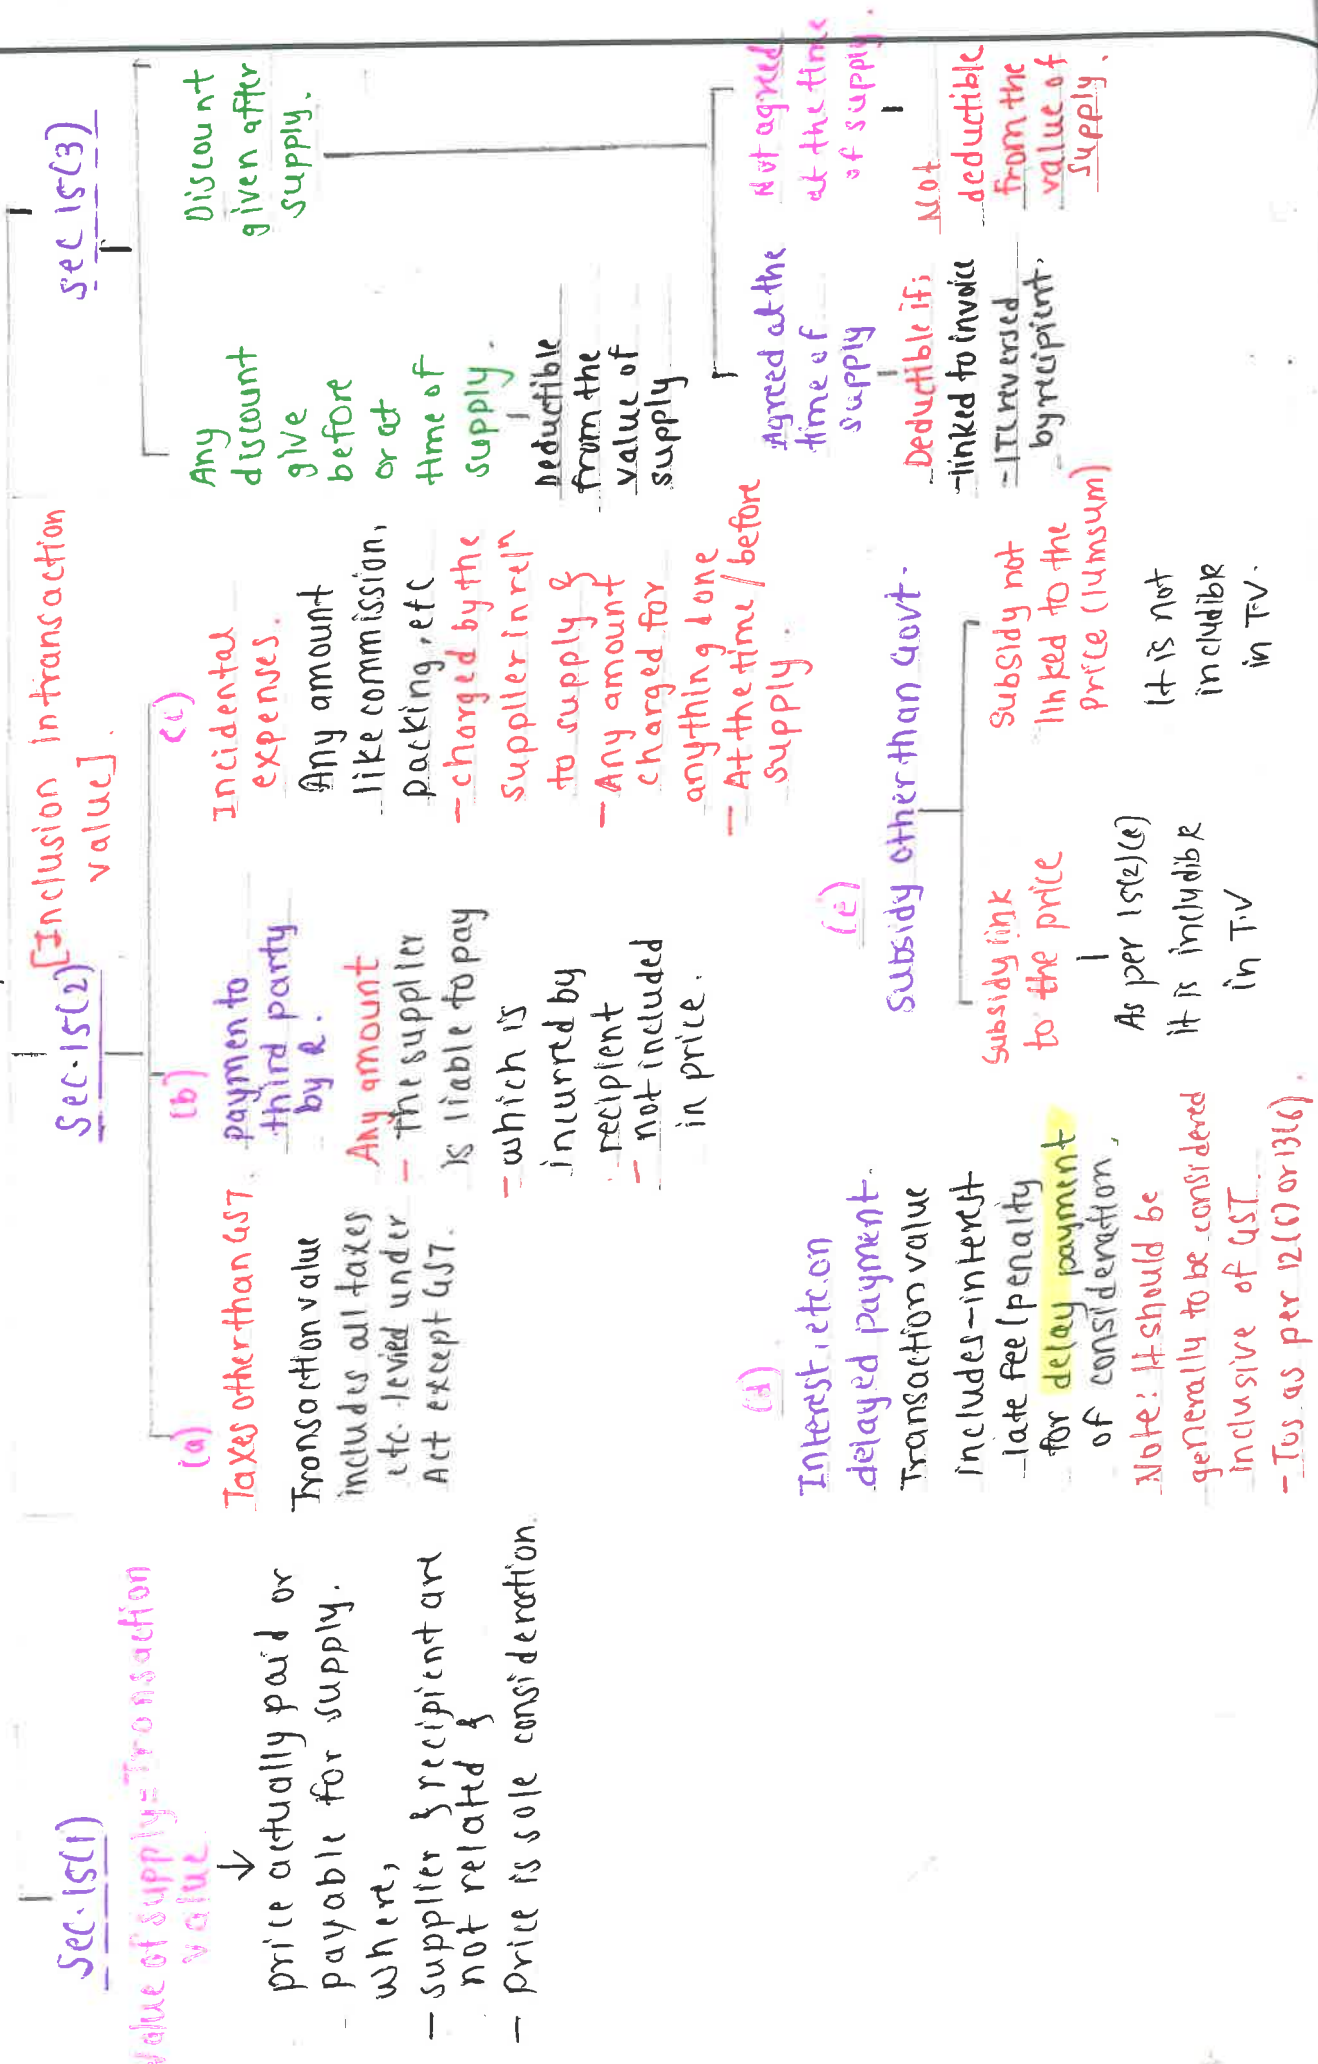 Sec. 15(1)
Value of supply = Transaction
value
↓
price actually paid or
payable for supply.
where,
- supplier & recipient are
not related &
- price is sole consideration.
Sec. 15(2) [Inclusion in transaction
value].
(a)
Taxes other than GST.
Transaction value
includes all taxes
etc. levied under
Act except GST.
(b)
paymen to
third party
by R.
Any amount
- The supplier
is liable to pay
- which is
incurred by
recipient
- not included
in price.
(c)
Incidental
expenses.
Any amount
like commission,
packing, etc
- charged by the
supplier in relⁿ
to supply &
- Any amount
charged for
anything done
- At the time / before
supply.
(d)
Interest, etc. on
delayed payment.
Transaction value
includes - interest
late fee / penalty
for delay payment
of consideration.
Note: It should be
generally to be considered
inclusive of GST.
- TOS as per 12(6) or 13(6).
(e)
Subsidy other than Govt.
Subsidy link
to the price
As per 15(2)(e)
it is includible
in T.V
Subsidy not
linked to the
price (lumsum)
It is not
includible
in T.V.
Sec 15(3)
Any
discount
give
before
or at
time of
supply.
Deductible
from the
value of
supply
Discount
given after
supply.
Agreed at the
time of
supply
Deductible if;
- linked to invoice
- ITC reversed
by recipient.
Not agreed
at the time
of supply.
Not
deductible
from the
value of
supply.